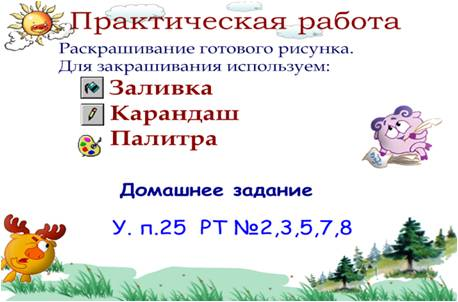 Практическая работа
Раскрашивание готового рисунка.
Для закрашивания используем:
Заливка
Карандаш
Палитра
Домашнее задание
У. п.25 РТ №2,3,5,7,8